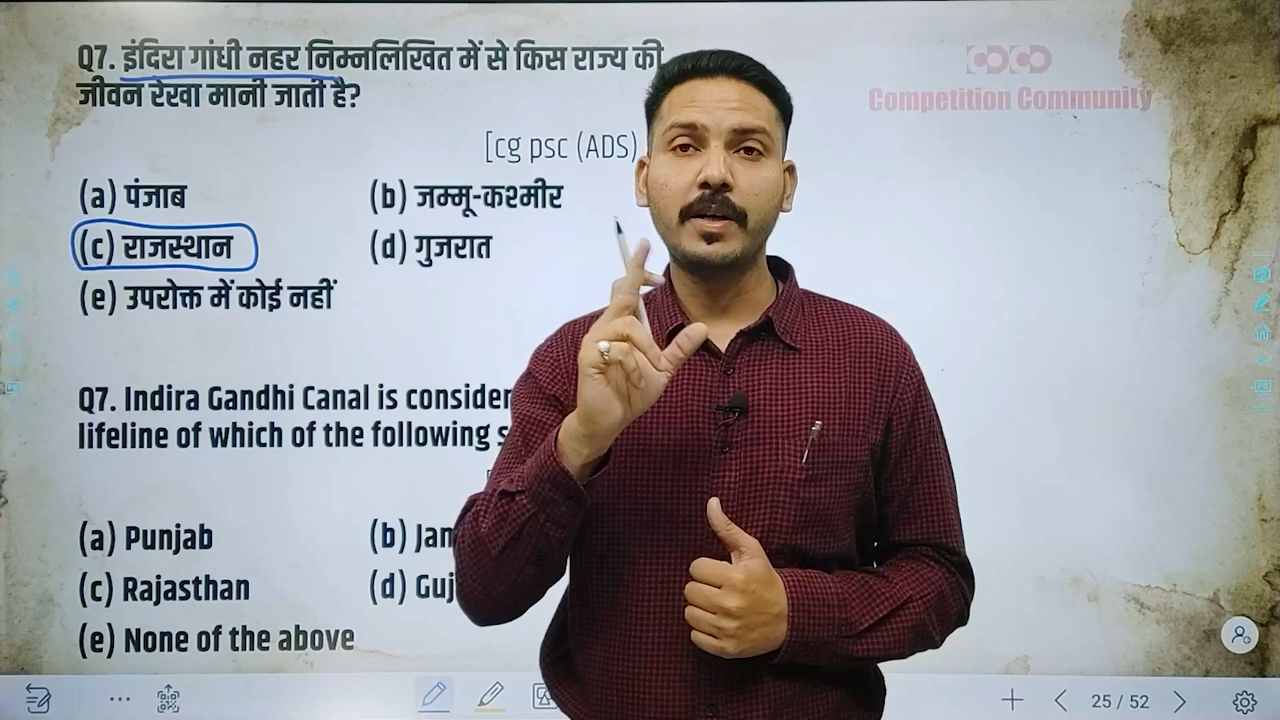 Q7. इंदिरा गांधी नहर निम्नलिखित में से किस राज्य की
जीवन रेखा मानी जाती है?
[cg psc (ADS)
(a) पंजाब
(b) जम्मू-कश्मीर
(c) राजस्थान
(d) गुजरात
(e) उपरोक्त में कोई नहीं
Q7. Indira Gandhi Canal is consider
lifeline of which of the following s
(a) Punjab
(b) Jam
(c) Rajasthan
(d) Guj
(e) None of the above
Competition Community
25 / 52